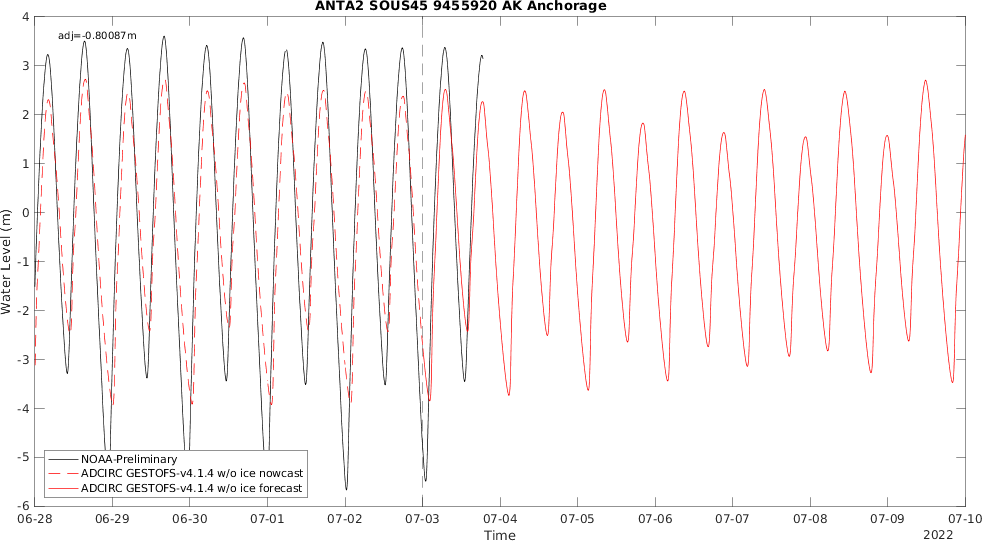 ANTA2 SOUS45 9455920 AK Anchorage
adj=-0.80087m
4
3
2
1
0
-1
-2
-3
-4
-5
-6
Water Level (m)
NOAA-Preliminary
ADCIRC GESTOFS-v4.1.4 w/o ice nowcast
ADCIRC GESTOFS-v4.1.4 w/o ice forecast
06-28 06-29 06-30 07-01 07-02 07-03 07-04 07-05 07-06 07-07 07-08 07-09 07-10
Time
2022